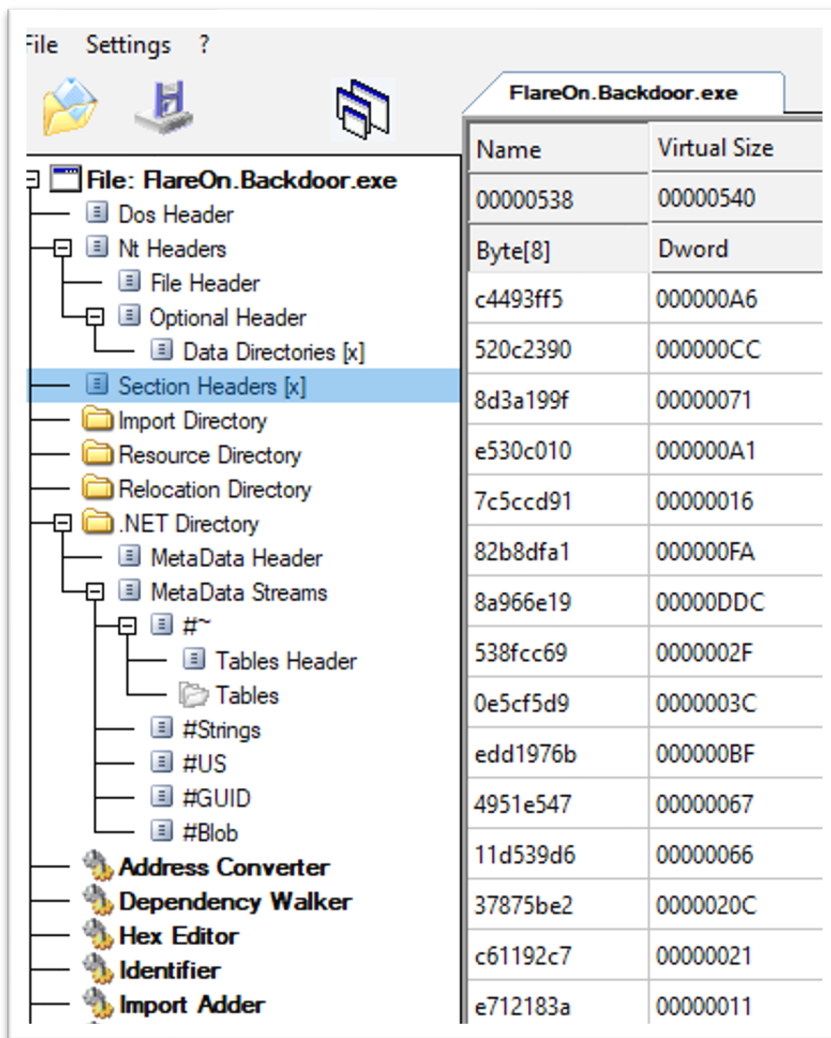 File Settings ?
FlareOn.Backdoor.exe
File: FlareOn.Backdoor.exe
Dos Header
Nt Headers
File Header
Optional Header
Data Directories [x]
Section Headers [x]
Import Directory
Resource Directory
Relocation Directory
.NET Directory
MetaData Header
MetaData Streams
#~
Tables Header
Tables
#Strings
#US
#GUID
#Blob
Address Converter
Dependency Walker
Hex Editor
Identifier
Import Adder
Name Virtual Size
00000538 00000540
Byte[8] Dword
c4493ff5 000000A6
520c2390 000000CC
8d3a199f 00000071
e530c010 000000A1
7c5ccd91 00000016
82b8dfa1 000000FA
8a966e19 00000DDC
538fcc69 0000002F
0e5cf5d9 0000003C
edd1976b 000000BF
4951e547 00000067
11d539d6 00000066
37875be2 0000020C
c61192c7 00000021
e712183a 00000011